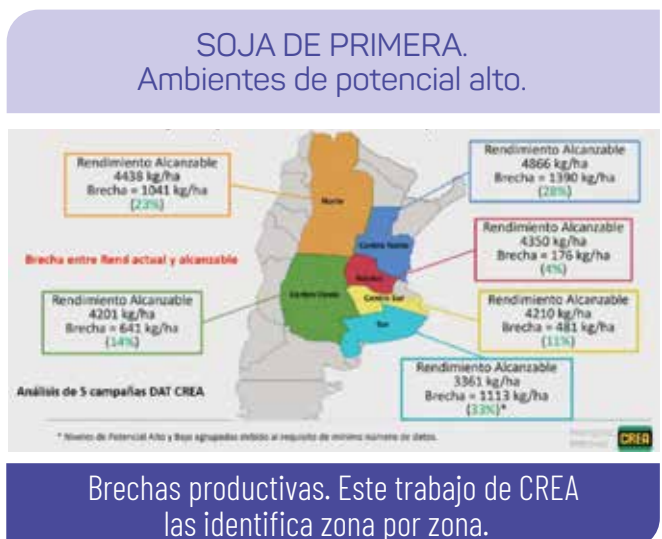 SOJA DE PRIMERA.
Ambientes de potencial alto.
Rendimiento Alcanzable
4438 kg/ha
Brecha = 1041 kg/ha
(23%)
Rendimiento Alcanzable
4866 kg/ha
Brecha = 1390 kg/ha
(28%)
Norte
Centro Norte
Rendimiento Alcanzable
4350 kg/ha
Brecha = 176 kg/ha
(4%)
Brecha entre Rend actual y alcanzable
Núcleo
Centro Oeste
Centro Sur
Sur
Rendimiento Alcanzable
4201 kg/ha
Brecha = 641 kg/ha
(14%)
Rendimiento Alcanzable
4210 kg/ha
Brecha = 481 kg/ha
(11%)
Rendimiento Alcanzable
3361 kg/ha
Brecha = 1113 kg/ha
(33%)*
Análisis de 5 campañas DAT CREA
* Niveles de Potencial Alto y Bajo agrupados debido al requisito de mínimo número de datos.
CREA
Brechas productivas. Este trabajo de CREA
las identifica zona por zona.